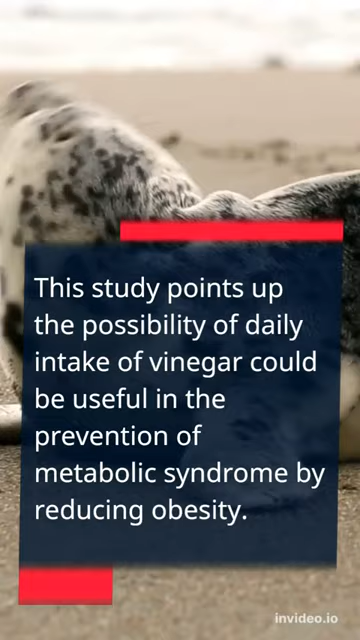 This study points up
the possibility of daily
intake of vinegar could
be useful in the
prevention of
metabolic syndrome by
reducing obesity.
invideo.io